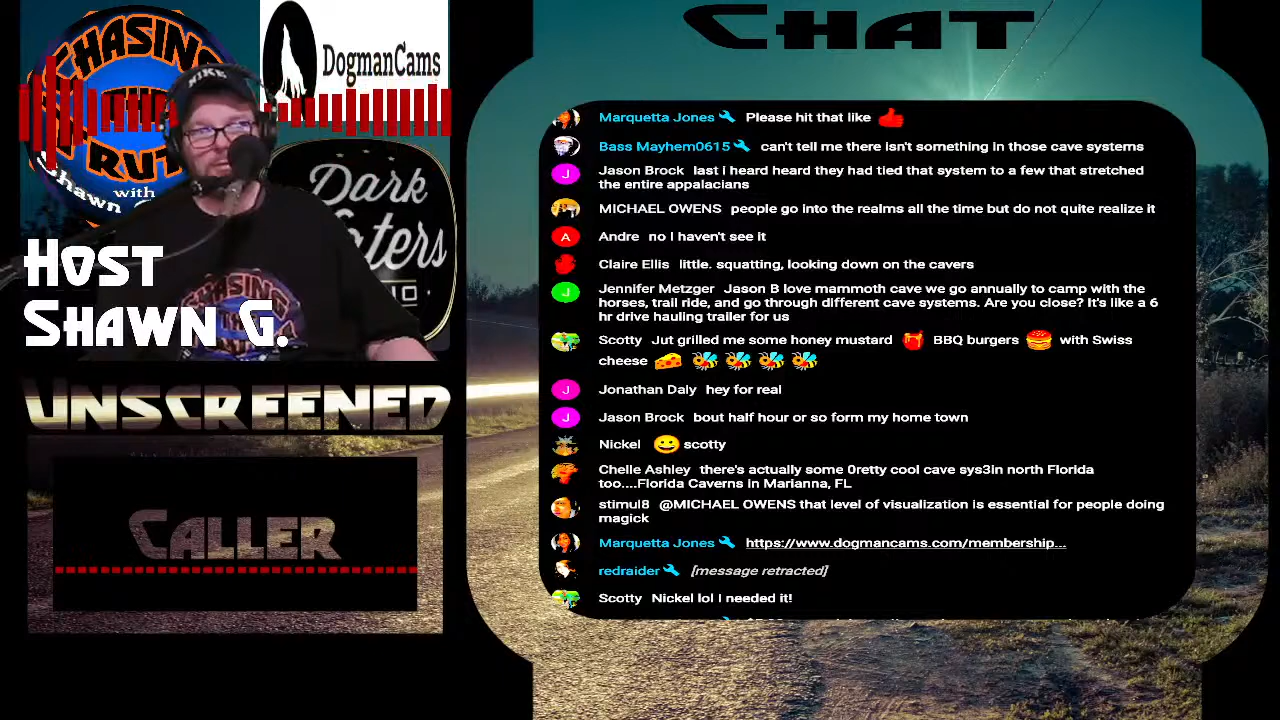 CHAT
CHASING
THE
TRUTH
with
Shawn G.
DogmanCams
NIKE
Dark
Waters
CHASING
HOST
SHAWN G.
UNSCREENED
CALLER
Marquetta Jones Please hit that like 👍
Bass Mayhem0615 can't tell me there isn't something in those cave systems
Jason Brock last i heard heard they had tied that system to a few that stretched
the entire appalacians
MICHAEL OWENS people go into the realms all the time but do not quite realize it
A
Andre no I haven't see it
Claire Ellis little. squatting, looking down on the cavers
J
Jennifer Metzger Jason B love mammoth cave we go annually to camp with the
horses, trail ride, and go through different cave systems. Are you close? It's like a 6
hr drive hauling trailer for us
Scotty Jut grilled me some honey mustard 🍯 BBQ burgers 🍔 with Swiss
cheese 🧀 🐝 🐝 🐝 🐝
J
Jonathan Daly hey for real
J
Jason Brock bout half hour or so form my home town
Nickel 😀 scotty
Chelle Ashley there's actually some 0retty cool cave sys3in north Florida
too....Florida Caverns in Marianna, FL
stimul8 @MICHAEL OWENS that level of visualization is essential for people doing
magick
Marquetta Jones https://www.dogmancams.com/membership...
redraider [message retracted]
Scotty Nickel lol I needed it!